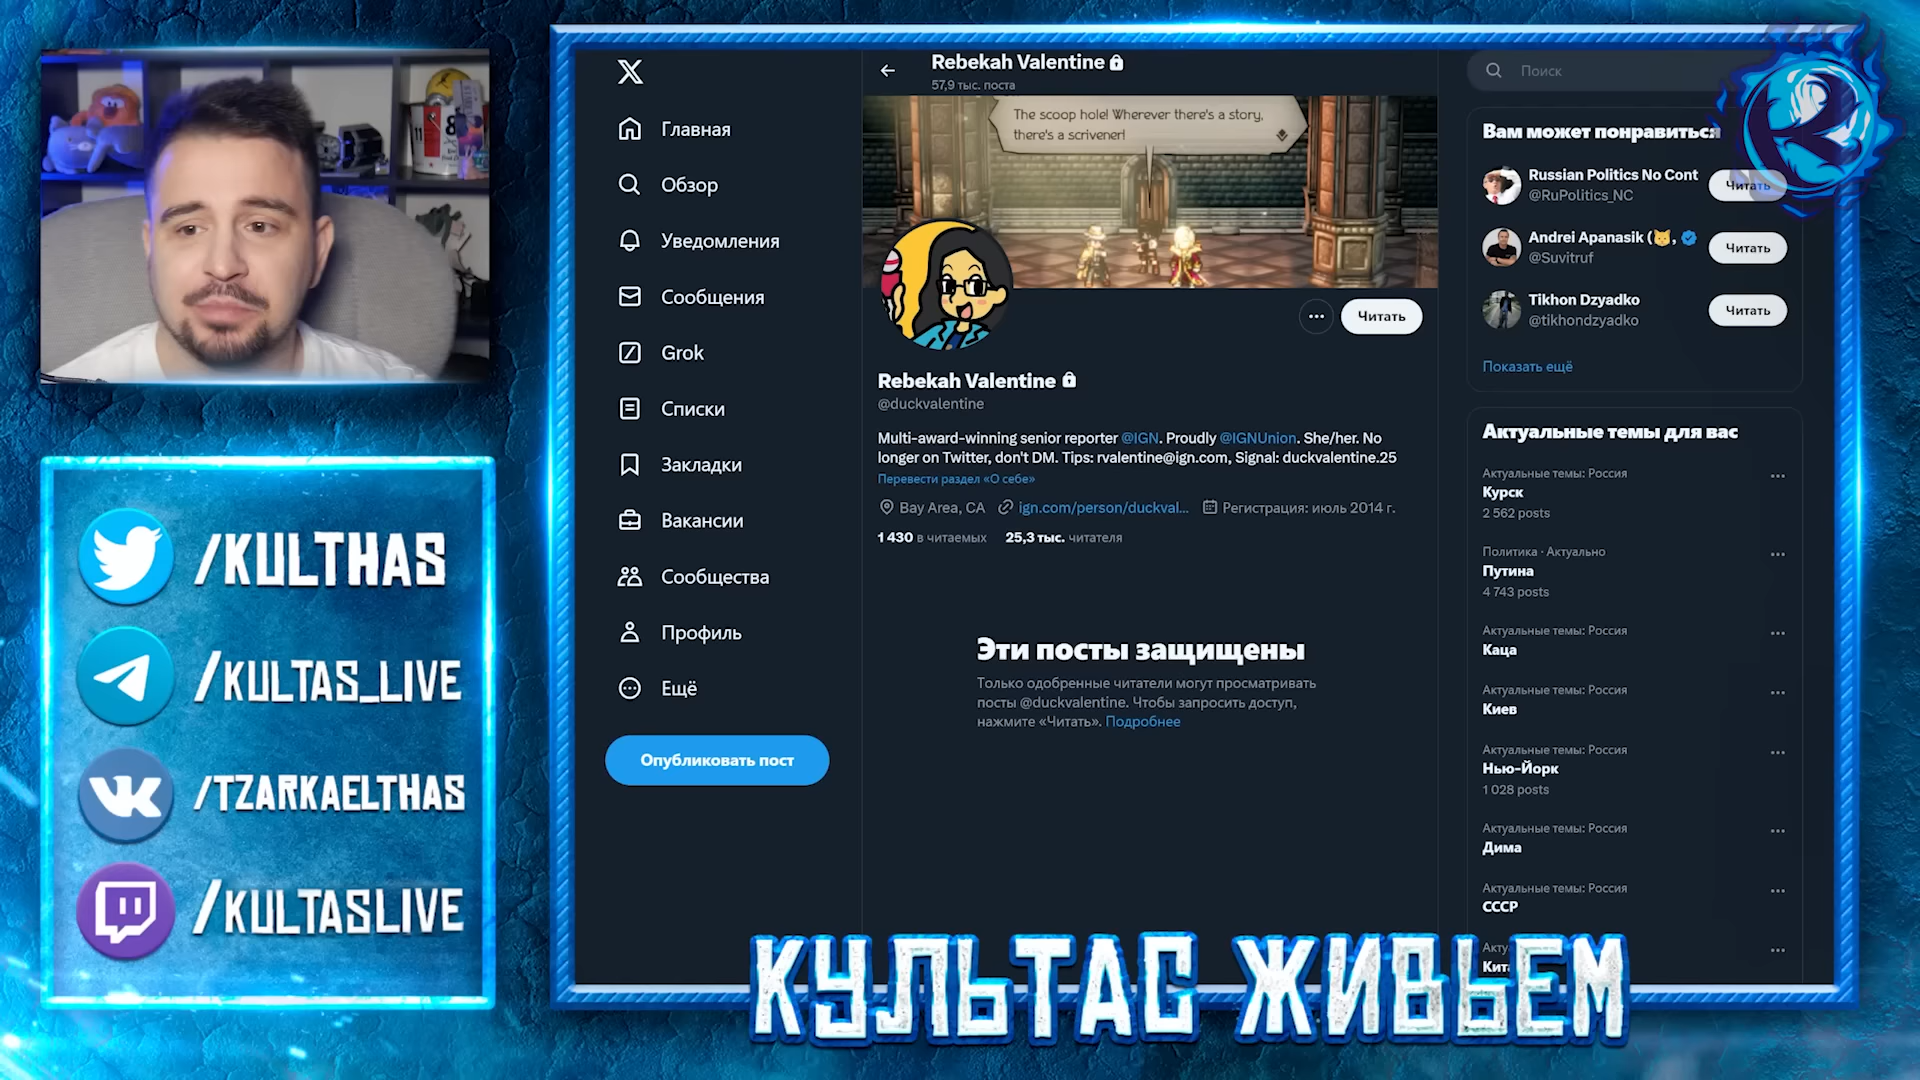 /KULTHAS
/KULTAS_LIVE
/TZARKAELTHAS
/KULTASLIVE
Главная
Обзор
Уведомления
Сообщения
Grok
Списки
Закладки
Вакансии
Сообщества
Профиль
Ещё
Опубликовать пост
Rebekah Valentine
57,9 тыс. поста
The scoop hole! Wherever there's a story,
there's a scrivener!
Читать
Rebekah Valentine
@duckvalentine
Multi-award-winning senior reporter @IGN. Proudly @IGNUnion. She/her. No
longer on Twitter, don't DM. Tips: rvalentine@ign.com, Signal: duckvalentine.25
Перевести раздел «О себе»
Bay Area, CA ign.com/person/duckval... Регистрация: июль 2014 г.
1 430 в читаемых 25,3 тыс. читателя
Эти посты защищены
Только одобренные читатели могут просматривать
посты @duckvalentine. Чтобы запросить доступ,
нажмите «Читать». Подробнее
Поиск
Вам может понравиться
Russian Politics No Cont
@RuPolitics_NC
Читать
Andrei Apanasik (🐱,
@Suvitruf
Читать
Tikhon Dzyadko
@tikhondzyadko
Читать
Показать ещё
Актуальные темы для вас
Актуальные темы: Россия
Курск
2 562 posts
Политика · Актуально
Путина
4 743 posts
Актуальные темы: Россия
Каца
Актуальные темы: Россия
Киев
Актуальные темы: Россия
Нью-Йорк
1 028 posts
Актуальные темы: Россия
Дима
Актуальные темы: Россия
СССР
КУЛЬТАС ЖИВЬЕМ